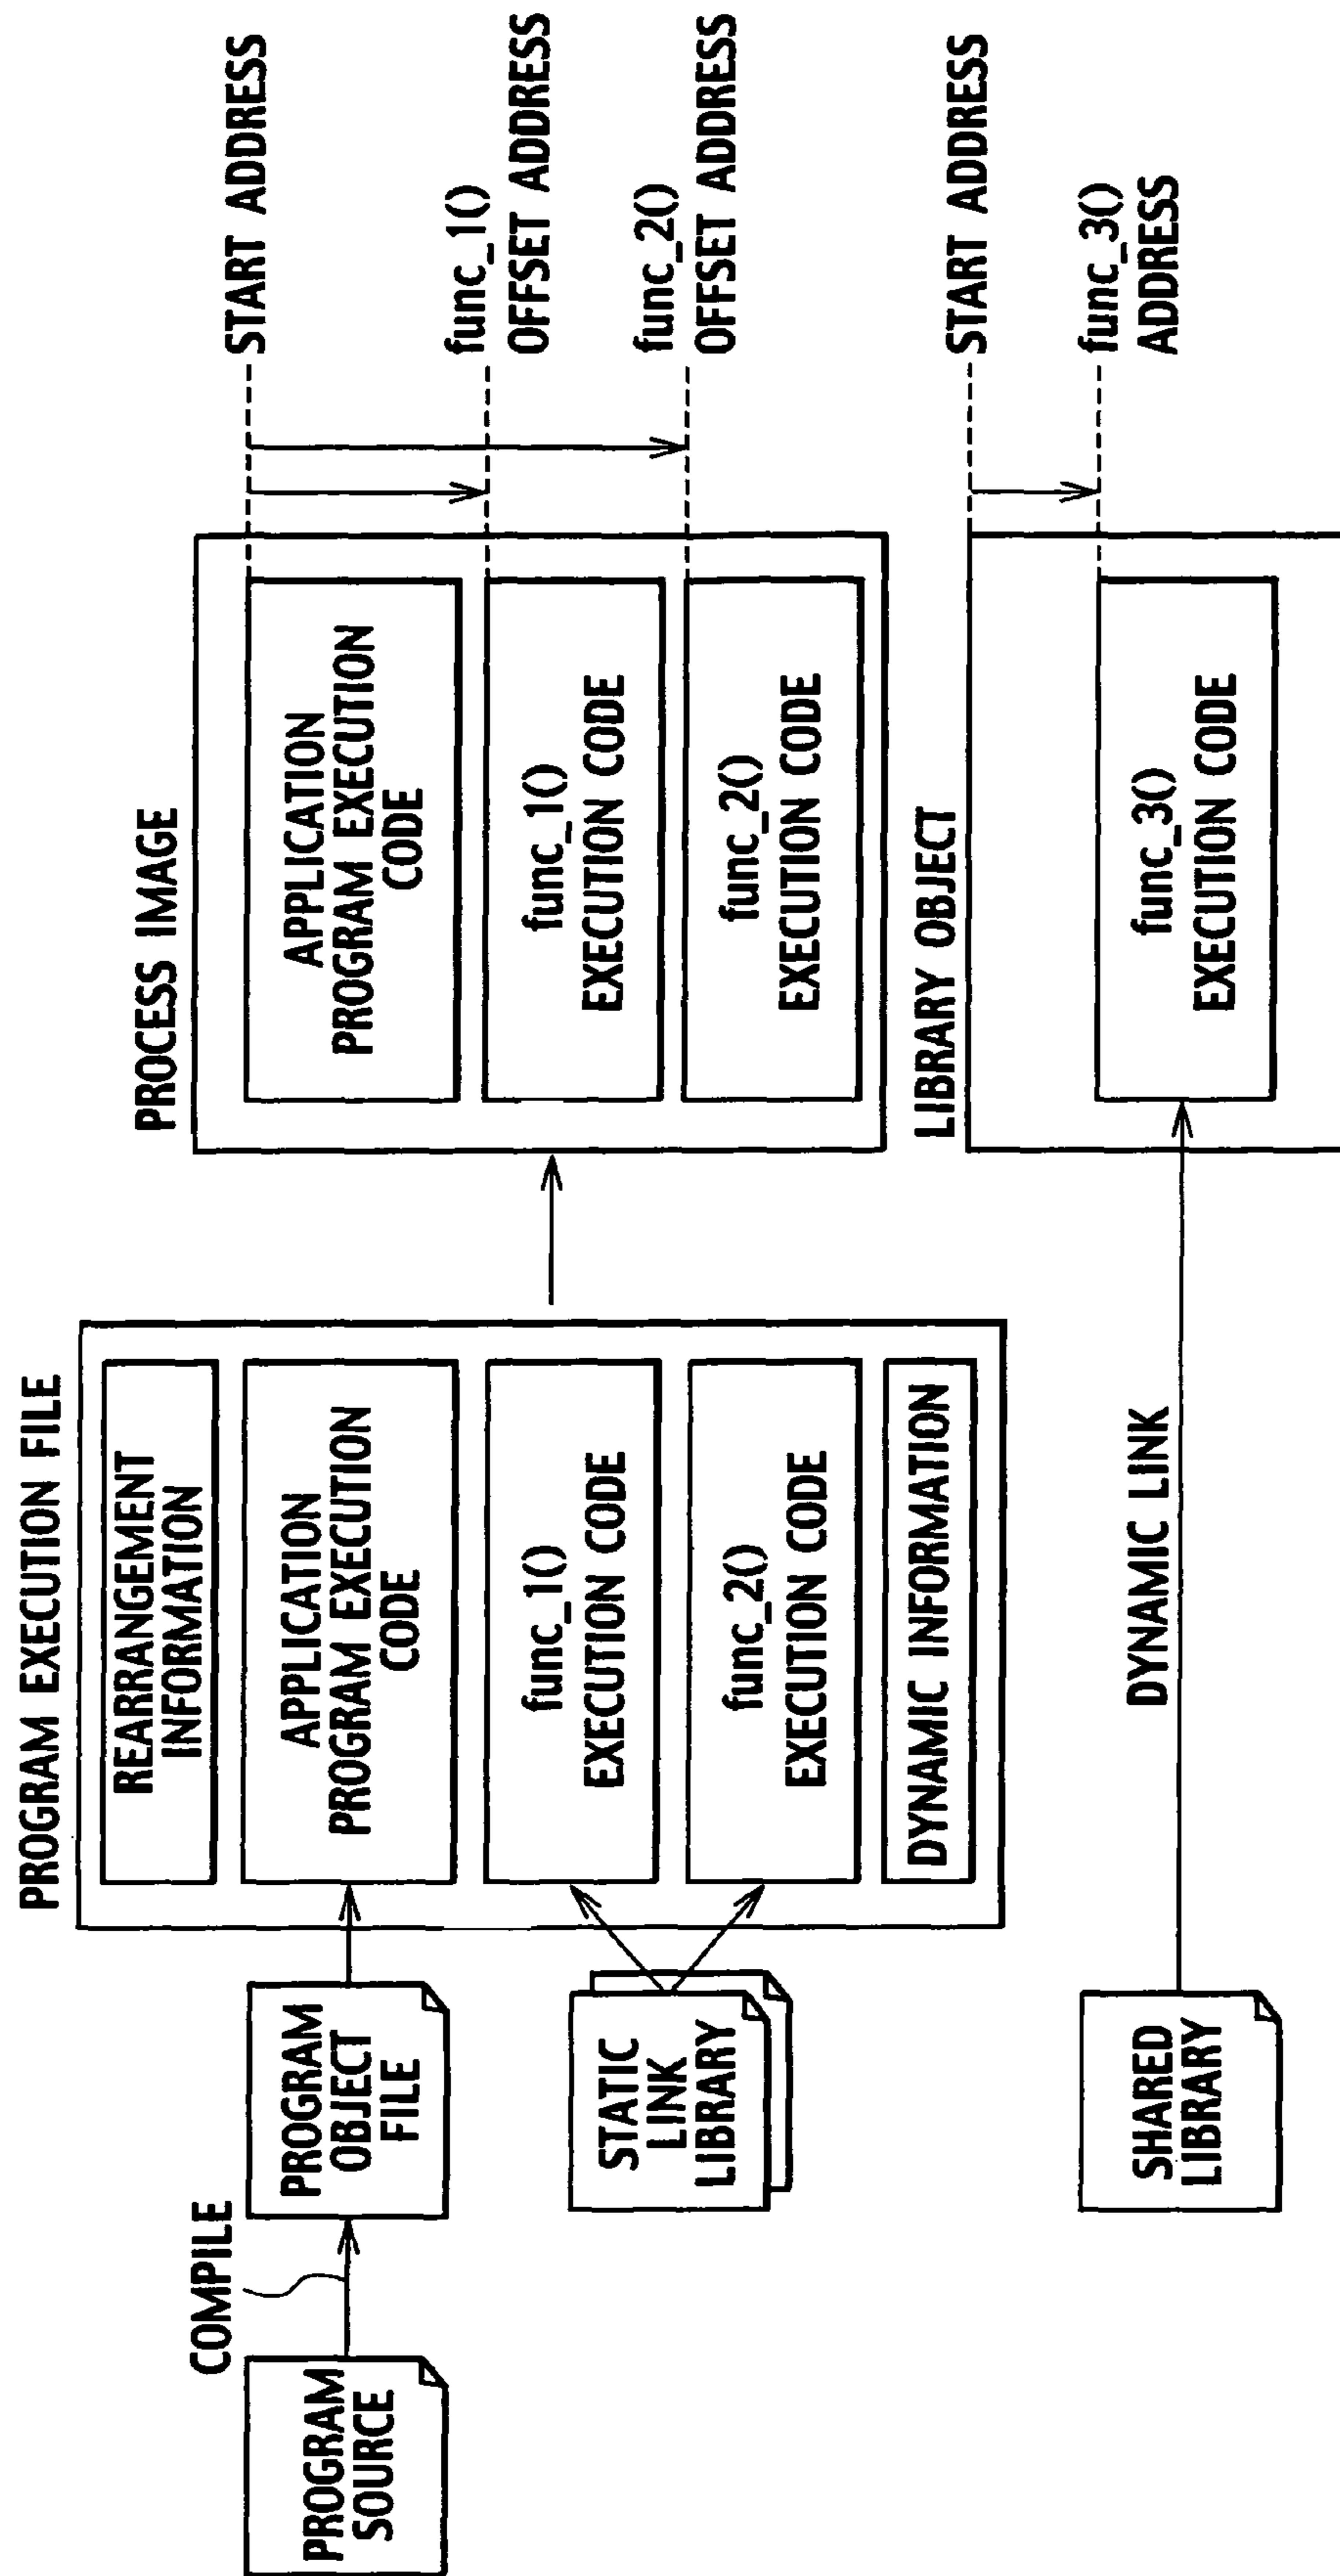 PROGRAM
SOURCE
COMPILE
PROGRAM
OBJECT
FILE
STATIC
LINK
LIBRARY
SHARED
LIBRARY
DYNAMIC LINK
PROGRAM EXECUTION FILE
REARRANGEMENT
INFORMATION
APPLICATION
PROGRAM EXECUTION
CODE
func_1()
EXECUTION CODE
func_2()
EXECUTION CODE
DYNAMIC INFORMATION
PROCESS IMAGE
APPLICATION
PROGRAM EXECUTION
CODE
func_1()
EXECUTION CODE
func_2()
EXECUTION CODE
LIBRARY OBJECT
func_3()
EXECUTION CODE
START ADDRESS
func_1()
OFFSET ADDRESS
func_2()
OFFSET ADDRESS
START ADDRESS
func_3()
ADDRESS